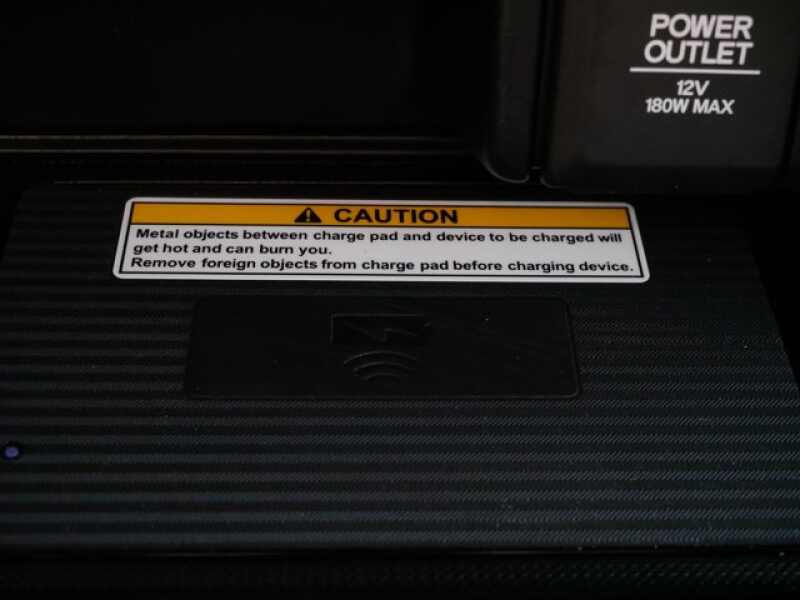 POWER
OUTLET
12V
180W MAX
CAUTION
Metal objects between charge pad and device to be charged will
get hot and can burn you.
Remove foreign objects from charge pad before charging device.